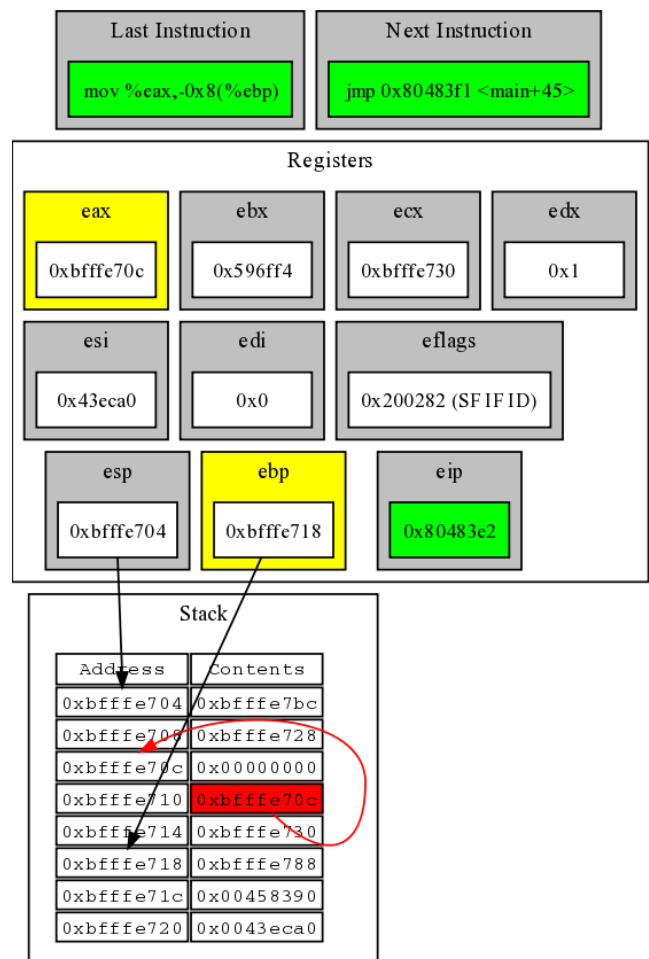 Last Instruction
Next Instruction
mov %eax,-0x8(%ebp)
jmp 0x80483f1 <main+45>
Registers
eax
ebx
ecx
edx
0xbfffe70c
0x596ff4
0xbfffe730
0x1
esi
edi
eflags
0x43eca0
0x0
0x200282 (SF IF ID)
esp
ebp
eip
0xbfffe704
0xbfffe718
0x80483e2
Stack
Address Contents
0xbfffe704 0xbfffe7bc
0xbfffe708 0xbfffe728
0xbfffe70c 0x00000000
0xbfffe710 0xbfffe70c
0xbfffe714 0xbfffe730
0xbfffe718 0xbfffe788
0xbfffe71c 0x00458390
0xbfffe720 0x0043eca0